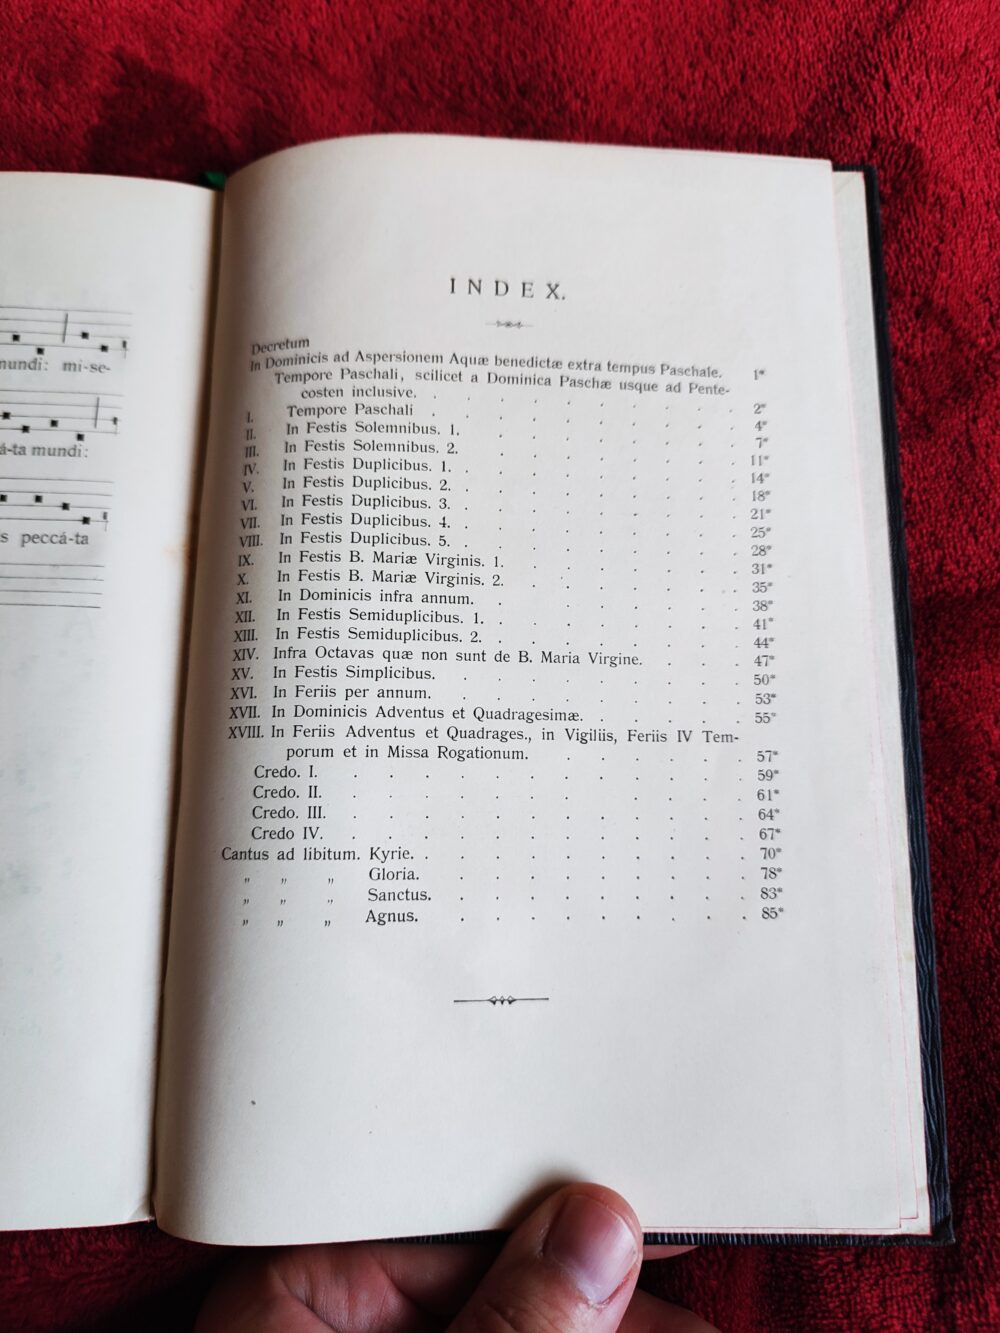 mundi: mi-se-
á-ta mundi:
s peccá-ta
INDEX.
Decretum
In Dominicis ad Aspersionem Aquæ benedictæ extra tempus Paschale. 1*
Tempore Paschali, scilicet a Dominica Paschæ usque ad Pente-
costen inclusive. . . . . . . . . . 2*
I. Tempore Paschali . . . . . . . . . 4*
II. In Festis Solemnibus. 1. . . . . . . . 7*
III. In Festis Solemnibus. 2. . . . . . . . 11*
IV. In Festis Duplicibus. 1. . . . . . . . . 14*
V. In Festis Duplicibus. 2. . . . . . . . . 18*
VI. In Festis Duplicibus. 3. . . . . . . . . 21*
VII. In Festis Duplicibus. 4. . . . . . . . . 25*
VIII. In Festis Duplicibus. 5. . . . . . . . . 28*
IX. In Festis B. Mariæ Virginis. 1. . . . . . . 31*
X. In Festis B. Mariæ Virginis. 2. . . . . . . 35*
XI. In Dominicis infra annum. . . . . . . . 38*
XII. In Festis Semiduplicibus. 1. . . . . . . . 41*
XIII. In Festis Semiduplicibus. 2. . . . . . . . 44*
XIV. Infra Octavas quæ non sunt de B. Maria Virgine. . . . 47*
XV. In Festis Simplicibus. . . . . . . . . 50*
XVI. In Feriis per annum. . . . . . . . . 53*
XVII. In Dominicis Adventus et Quadragesimæ. . . . . . 55*
XVIII. In Feriis Adventus et Quadrages., in Vigiliis, Feriis IV Tem-
porum et in Missa Rogationum. . . . . . . 57*
Credo. I. . . . . . . . . . . . . 59*
Credo. II. . . . . . . . . . . . . 61*
Credo. III. . . . . . . . . . . . . 64*
Credo IV. . . . . . . . . . . . . 67*
Cantus ad libitum. Kyrie. . . . . . . . . . . 70*
„ „ „ Gloria. . . . . . . . . . 78*
„ „ „ Sanctus. . . . . . . . . . 83*
„ „ „ Agnus. . . . . . . . . . 85*